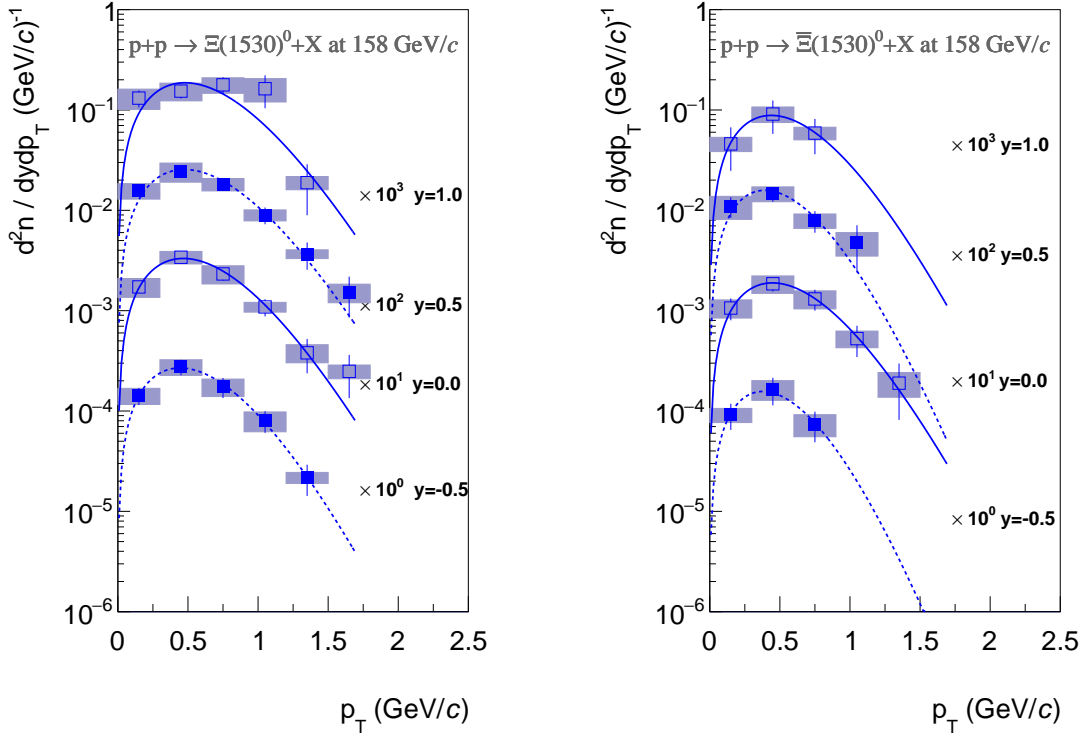 d²n / dydp_T (GeV/c)⁻¹
p+p → Ξ(1530)⁰+X at 158 GeV/c
1
10⁻¹
10⁻²
10⁻³
10⁻⁴
10⁻⁵
10⁻⁶
× 10³ y=1.0
× 10² y=0.5
× 10¹ y=0.0
× 10⁰ y=-0.5
0 0.5 1 1.5 2 2.5
p_T (GeV/c)
d²n / dydp_T (GeV/c)⁻¹
p+p → Ξ̅(1530)⁰+X at 158 GeV/c
1
10⁻¹
10⁻²
10⁻³
10⁻⁴
10⁻⁵
10⁻⁶
× 10³ y=1.0
× 10² y=0.5
× 10¹ y=0.0
× 10⁰ y=-0.5
0 0.5 1 1.5 2 2.5
p_T (GeV/c)